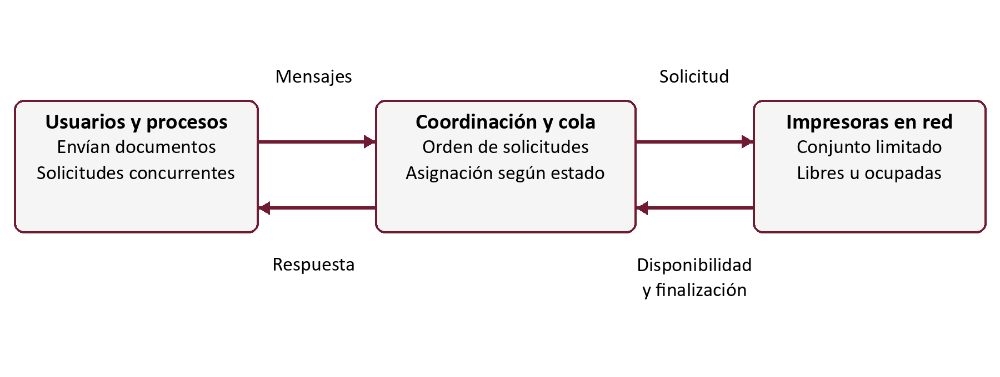 Mensajes
Solicitud
Usuarios y procesos
Envían documentos
Solicitudes concurrentes
Coordinación y cola
Orden de solicitudes
Asignación según estado
Impresoras en red
Conjunto limitado
Libres u ocupadas
Respuesta
Disponibilidad
y finalización